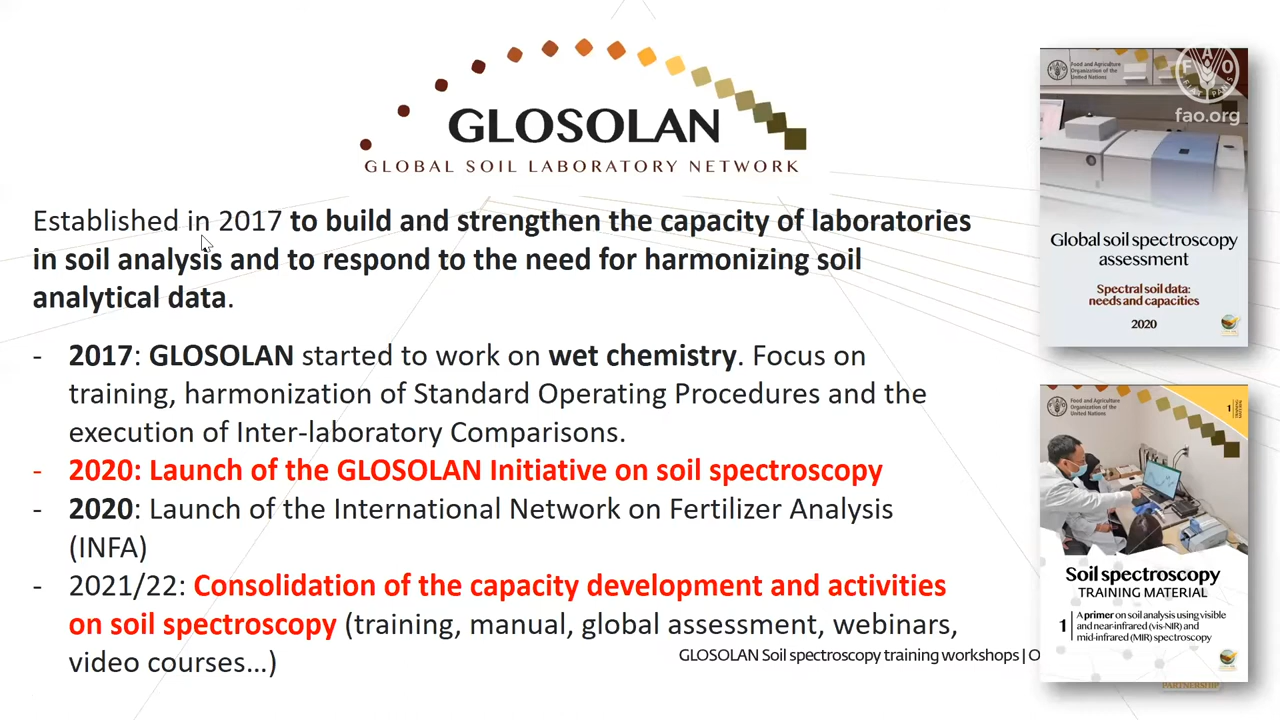 GLOSOLAN
GLOBAL SOIL LABORATORY NETWORK
Established in 2017 to build and strengthen the capacity of laboratories
in soil analysis and to respond to the need for harmonizing soil
analytical data.
- 2017: GLOSOLAN started to work on wet chemistry. Focus on
training, harmonization of Standard Operating Procedures and the
execution of Inter-laboratory Comparisons.
- 2020: Launch of the GLOSOLAN Initiative on soil spectroscopy
- 2020: Launch of the International Network on Fertilizer Analysis
(INFA)
- 2021/22: Consolidation of the capacity development and activities
on soil spectroscopy (training, manual, global assessment, webinars,
video courses...)
GLOSOLAN Soil spectroscopy training workshops | O
Food and Agriculture
Organization of the
United Nations
FAO
FIAT PANIS
fao.org
Global soil spectroscopy
assessment
Spectral soil data:
needs and capacities
2020
Food and Agriculture
Organization of the
United Nations
1
TRAINING
MATERIAL
Soil spectroscopy
TRAINING MATERIAL
1
A primer on soil analysis using visible
and near-infrared (vis-NIR) and
mid-infrared (MIR) spectroscopy
PARTNERSHIP